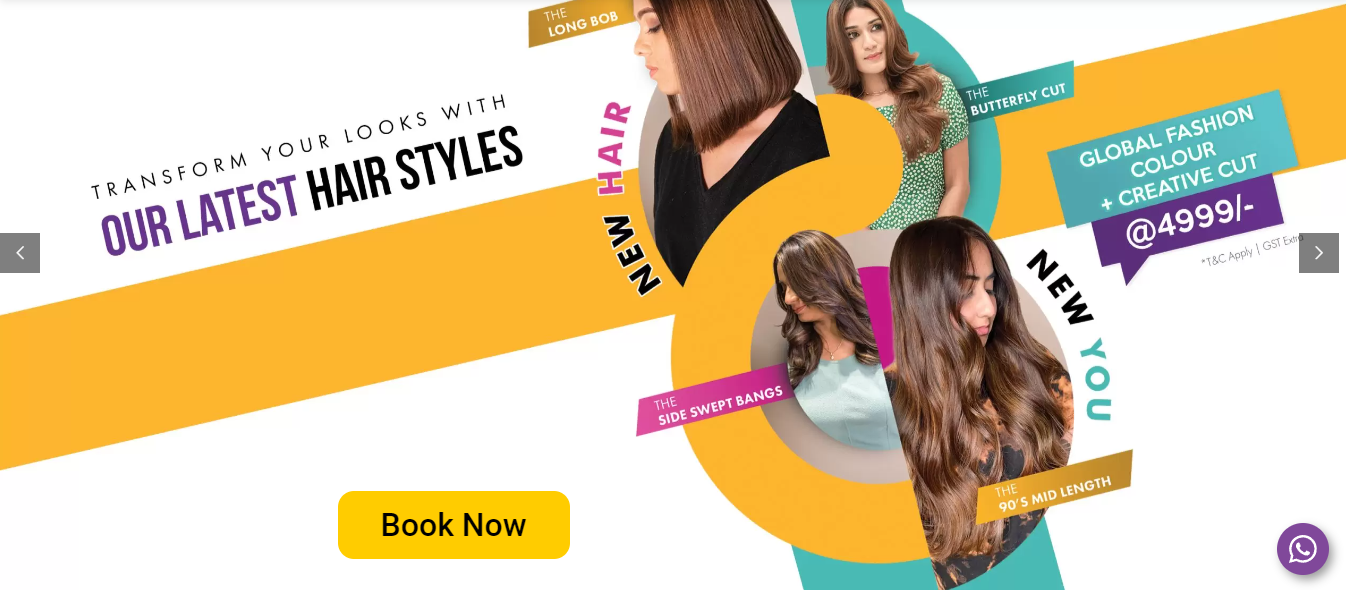 TRANSFORM YOUR LOOKS WITH
OUR LATEST HAIR STYLES
THE
LONG BOB
NEW HAIR
THE
BUTTERFLY CUT
GLOBAL FASHION
COLOUR
+ CREATIVE CUT
@4999/-
*T&C Apply | GST Extra
NEW YOU
THE
SIDE SWEPT BANGS
THE
90'S MID LENGTH
Book Now